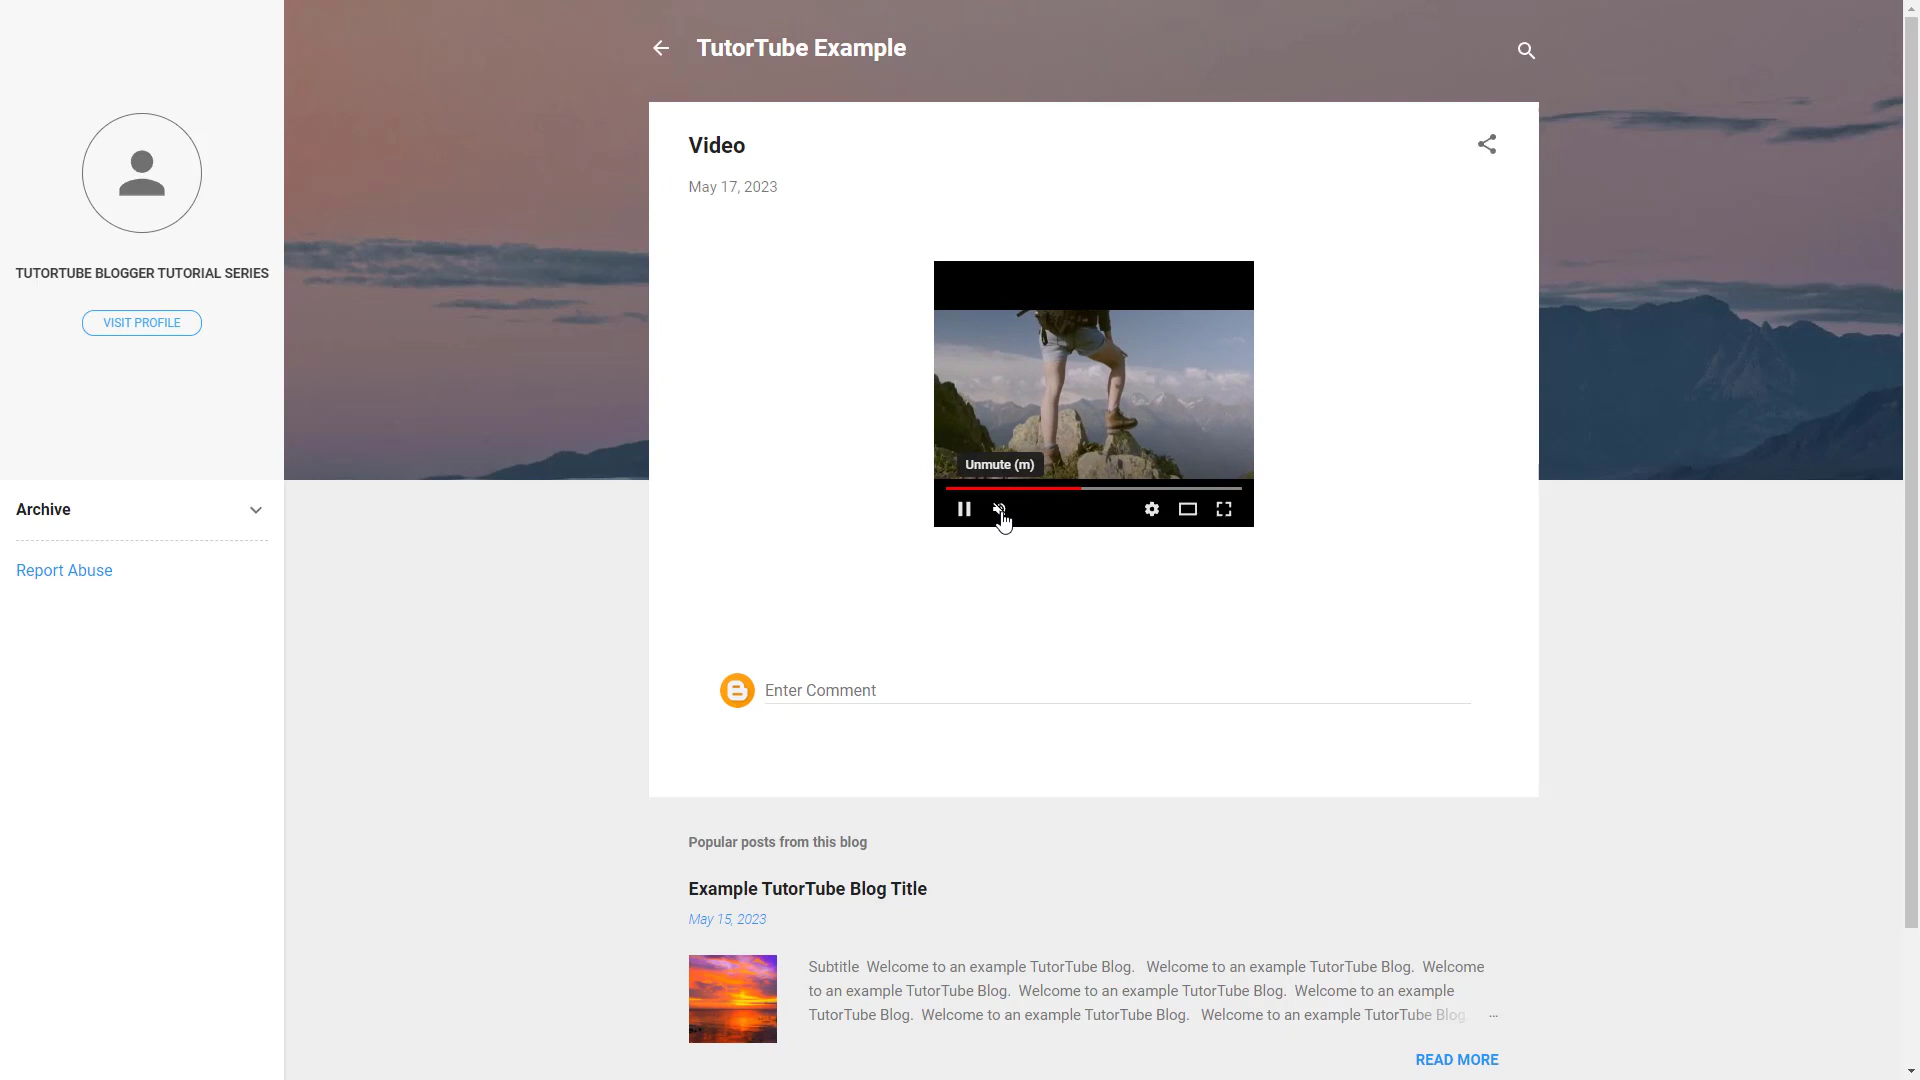 TutorTube Example
Video
May 17, 2023
TUTORTUBE BLOGGER TUTORIAL SERIES
VISIT PROFILE
Unmute (m)
Archive
Report Abuse
Enter Comment
Popular posts from this blog
Example TutorTube Blog Title
May 15, 2023
Subtitle Welcome to an example TutorTube Blog. Welcome to an example TutorTube Blog. Welcome
to an example TutorTube Blog. Welcome to an example TutorTube Blog. Welcome to an example
TutorTube Blog. Welcome to an example TutorTube Blog. Welcome to an example TutorTube Blog ...
READ MORE